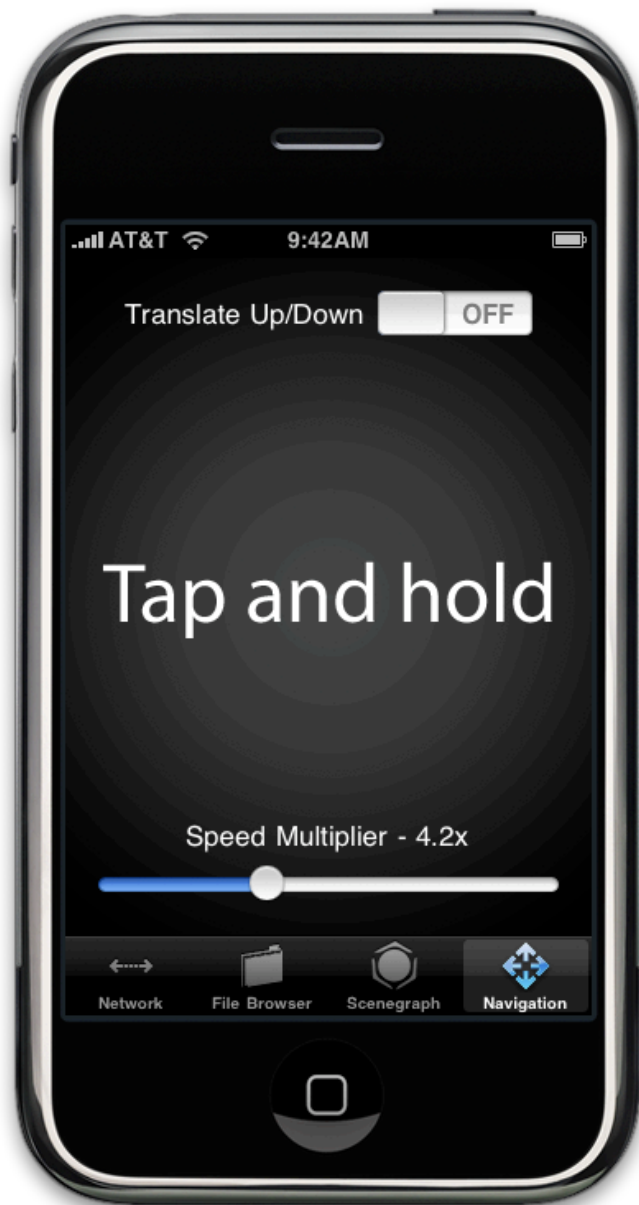 AT&T 9:42AM
Translate Up/Down OFF
Tap and hold
Speed Multiplier - 4.2x
Network File Browser Scenegraph Navigation